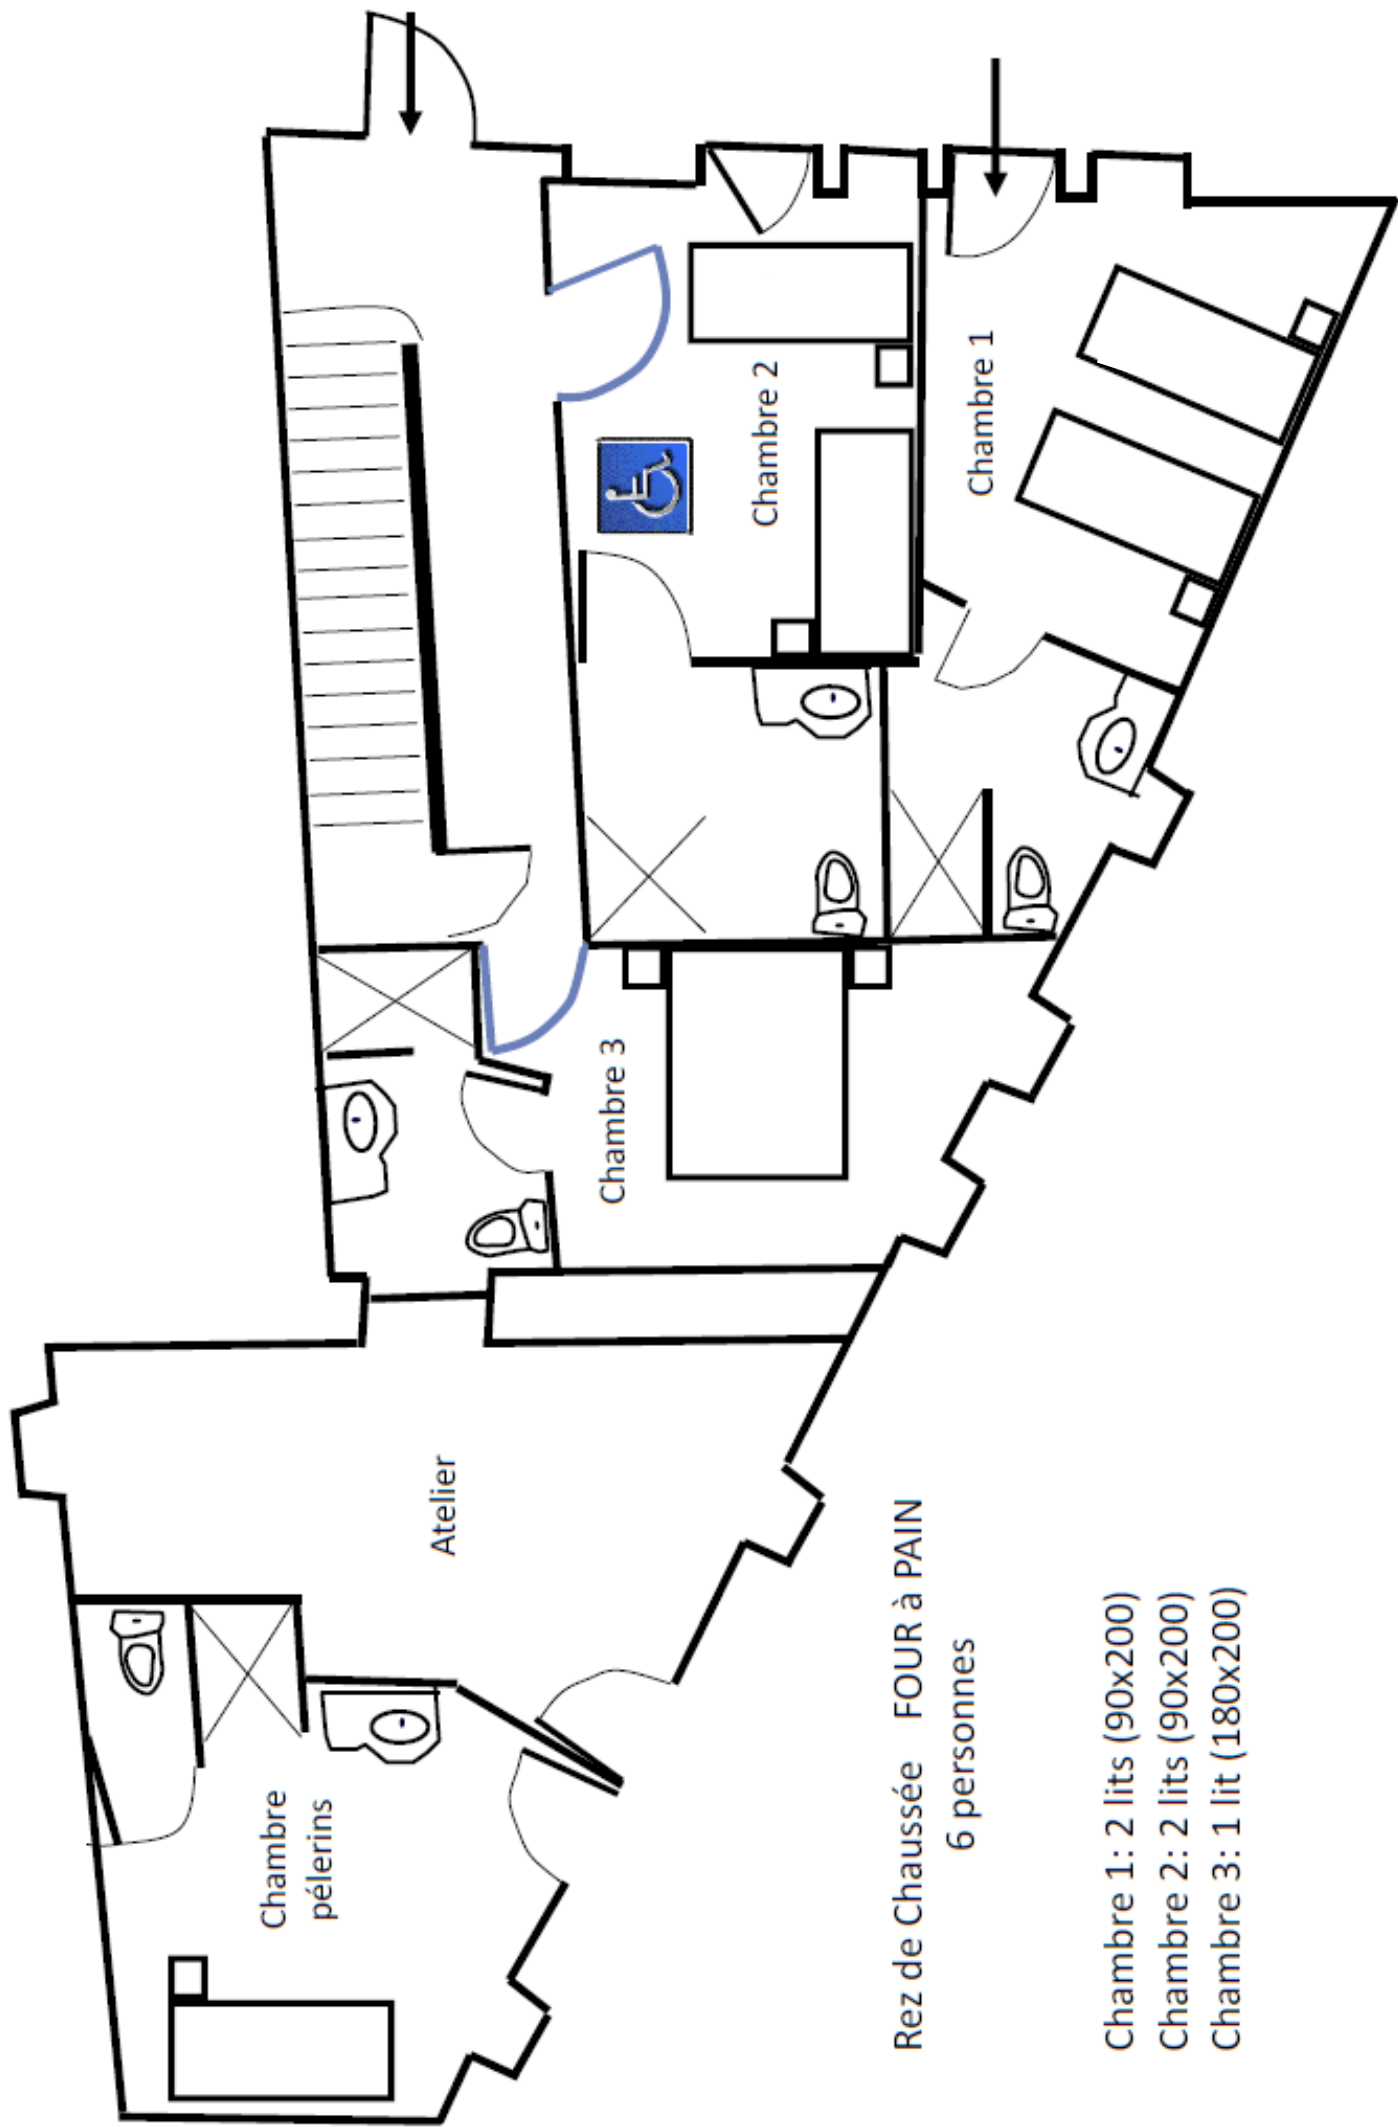 Chambre
pélerins
Atelier
Chambre 3
Chambre 2
Chambre 1
Rez de Chaussée FOUR à PAIN
6 personnes
Chambre 1: 2 lits (90x200)
Chambre 2: 2 lits (90x200)
Chambre 3: 1 lit (180x200)